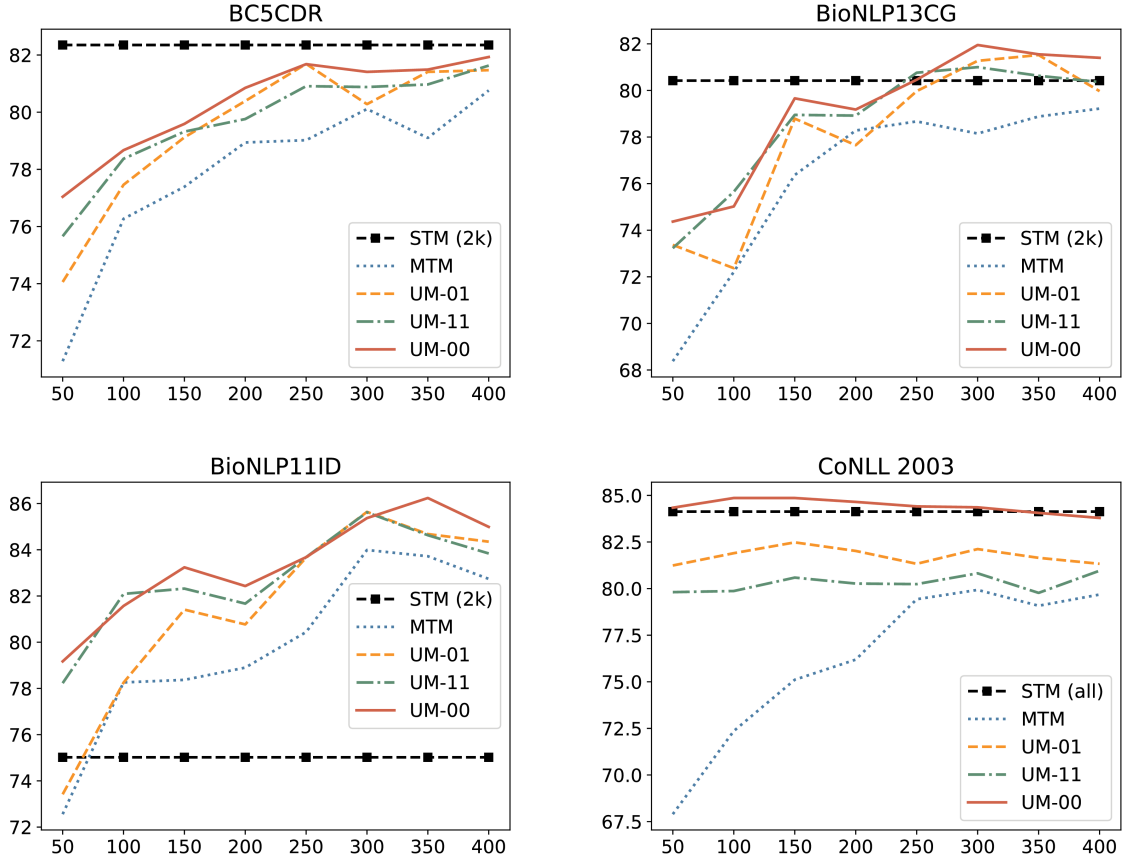 BC5CDR
82
80
78
76
74
72
STM (2k)
MTM
UM-01
UM-11
UM-00
50 100 150 200 250 300 350 400
BioNLP13CG
82
80
78
76
74
72
70
68
STM (2k)
MTM
UM-01
UM-11
UM-00
50 100 150 200 250 300 350 400
BioNLP11ID
86
84
82
80
78
76
74
72
STM (2k)
MTM
UM-01
UM-11
UM-00
50 100 150 200 250 300 350 400
CoNLL 2003
85.0
82.5
80.0
77.5
75.0
72.5
70.0
67.5
STM (all)
MTM
UM-01
UM-11
UM-00
50 100 150 200 250 300 350 400